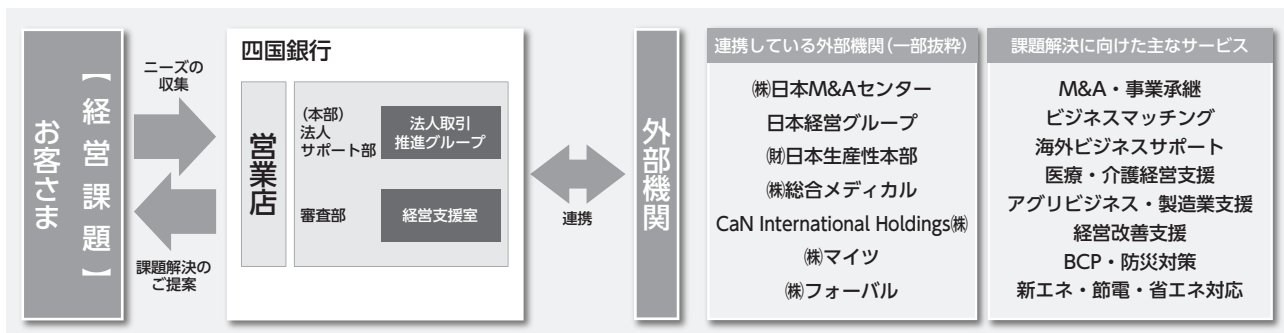 お客さま
【経営課題】
ニーズの
収集
課題解決の
ご提案
四国銀行
営業店
(本部)
法人
サポート部
法人取引
推進グループ
審査部
経営支援室
連携
外部機関
連携している外部機関(一部抜粋)
㈱日本M&Aセンター
日本経営グループ
㈶日本生産性本部
㈱総合メディカル
CaN International Holdings㈱
㈱マイツ
㈱フォーバル
課題解決に向けた主なサービス
M&A・事業承継
ビジネスマッチング
海外ビジネスサポート
医療・介護経営支援
アグリビジネス・製造業支援
経営改善支援
BCP・防災対策
新エネ・節電・省エネ対応